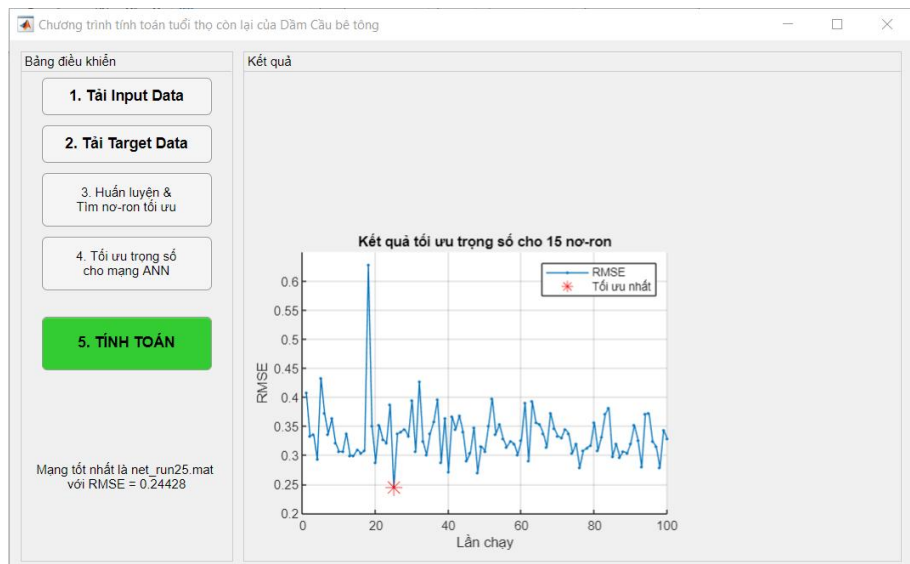 Chương trình tính toán tuổi thọ còn lại của Dầm Cầu bê tông
Bảng điều khiển
1. Tải Input Data
2. Tải Target Data
3. Huấn luyện &
Tìm nơ-ron tối ưu
4. Tối ưu trọng số
cho mạng ANN
5. TÍNH TOÁN
Mạng tốt nhất là net_run25.mat
với RMSE = 0.24428
Kết quả
Kết quả tối ưu trọng số cho 15 nơ-ron
RMSE
Tối ưu nhất
RMSE
0.6
0.55
0.5
0.45
0.4
0.35
0.3
0.25
0.2
0 20 40 60 80 100
Lần chạy